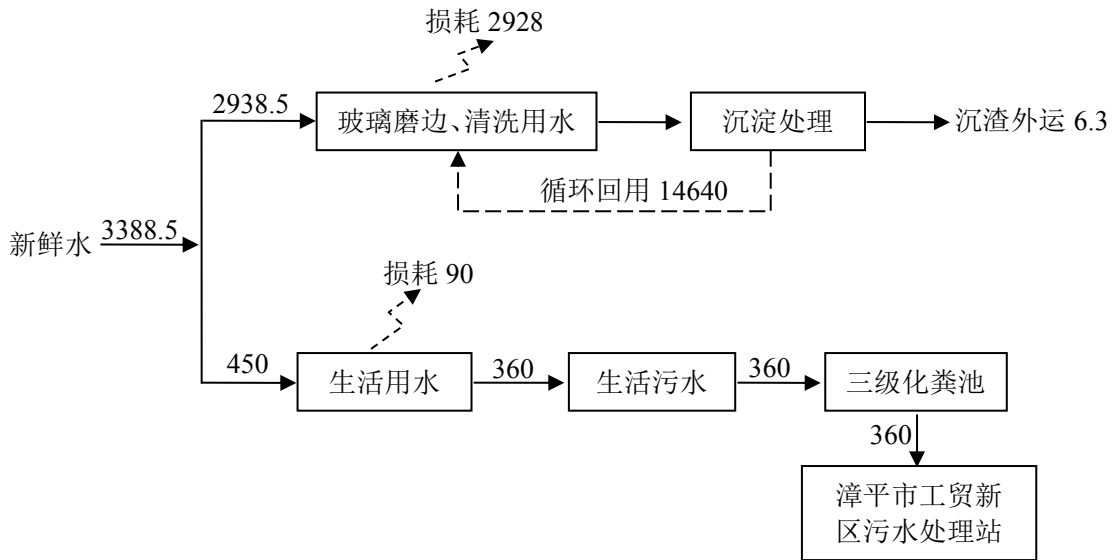 损耗 2928
2938.5
玻璃磨边、清洗用水
沉淀处理
沉渣外运 6.3
循环回用 14640
新鲜水
3388.5
损耗 90
450
生活用水
360
生活污水
360
三级化粪池
360
漳平市工贸新
区污水处理站